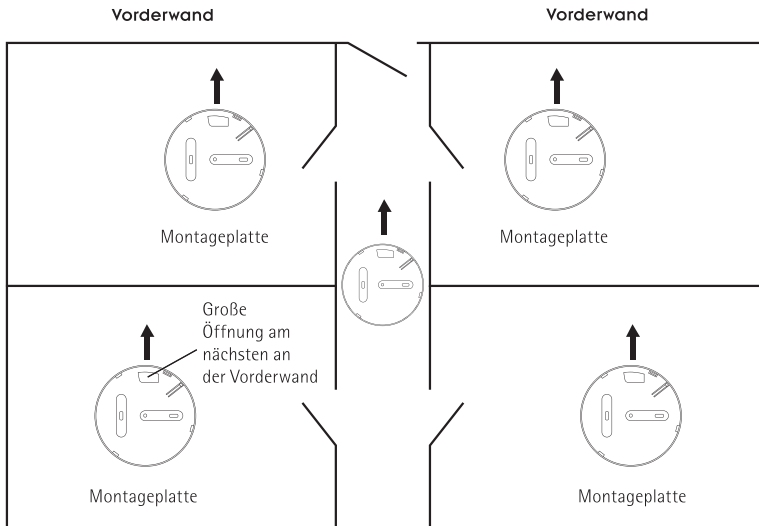 Vorderwand
Vorderwand
Montageplatte
Montageplatte
Große
Öffnung am
nächsten an
der Vorderwand
Montageplatte
Montageplatte